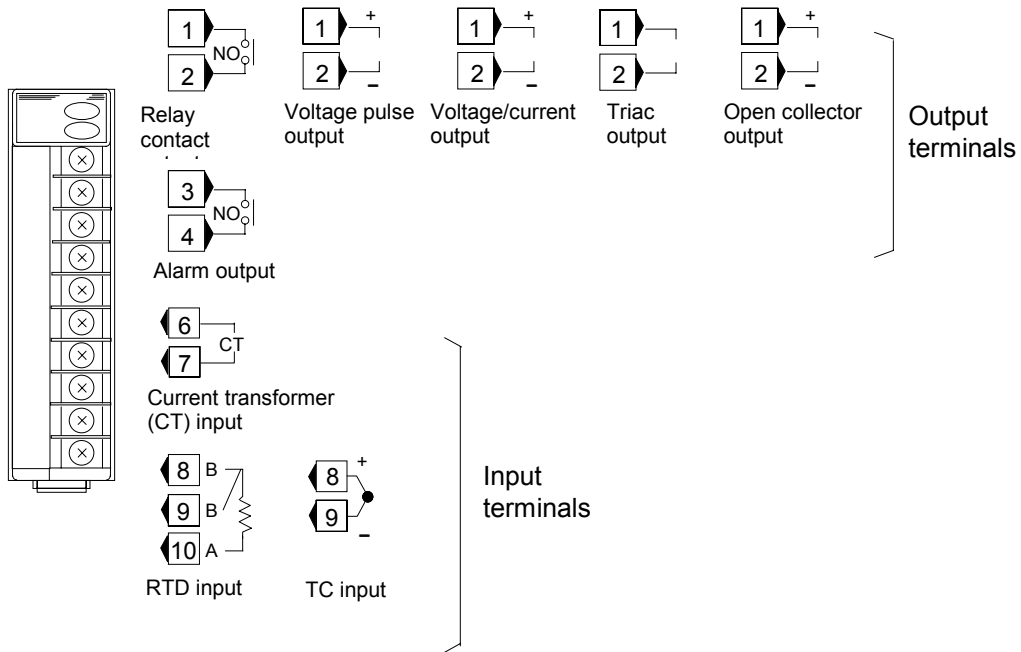 1
NO
2
Relay
contact
1
+
2
–
Voltage pulse
output
1
+
2
–
Voltage/current
output
1
2
Triac
output
1
+
2
–
Open collector
output
Output
terminals
3
NO
4
Alarm output
6
CT
7
Current transformer
(CT) input
8 B
9 B
10 A
RTD input
8
+
9
–
TC input
Input
terminals